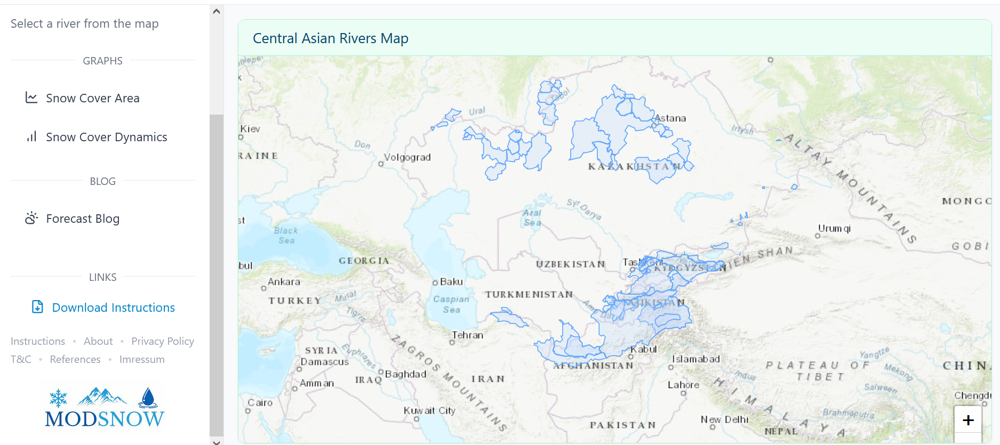 Select a river from the map
GRAPHS
Snow Cover Area
Snow Cover Dynamics
BLOG
Forecast Blog
LINKS
Download Instructions
Instructions • About • Privacy Policy
T&C • References • Imressum
MODSNOW
Central Asian Rivers Map
Kiev
RAINE
Don
Volgograd
Ural
Tobol
Astana
Irtysh
KAZAKHSTAN
ALTAY MOUNTAINS
MONGO
st
Black
Sea
Aral
Sea
Syr Darya
Urumqi
GOBI
bul
GEORGIA
UZBEKISTAN
Tashkent
KYRGYZSTAN
TIEN SHAN
Ankara
TURKEY
Murat
Tigris
Baku
Caspian
Sea
TURKMENISTAN
Amu Darya
TAJIKISTAN
Tehran
SYRIA
Damascus
Euphrates
ZAGROS MOUNTAINS
Kabul
AFGHANISTAN
Islamabad
PLATEAU OF
TIBET
Yangtze
Mekong
Salween
CHIN
Amman
IRAQ
Baghdad
IRAN
Lahore
Indus
HIMALAYA
Chengdu
Cairo
Kuwait City
PAKISTAN
New Delhi
NEPAL
Brahmaputra
+